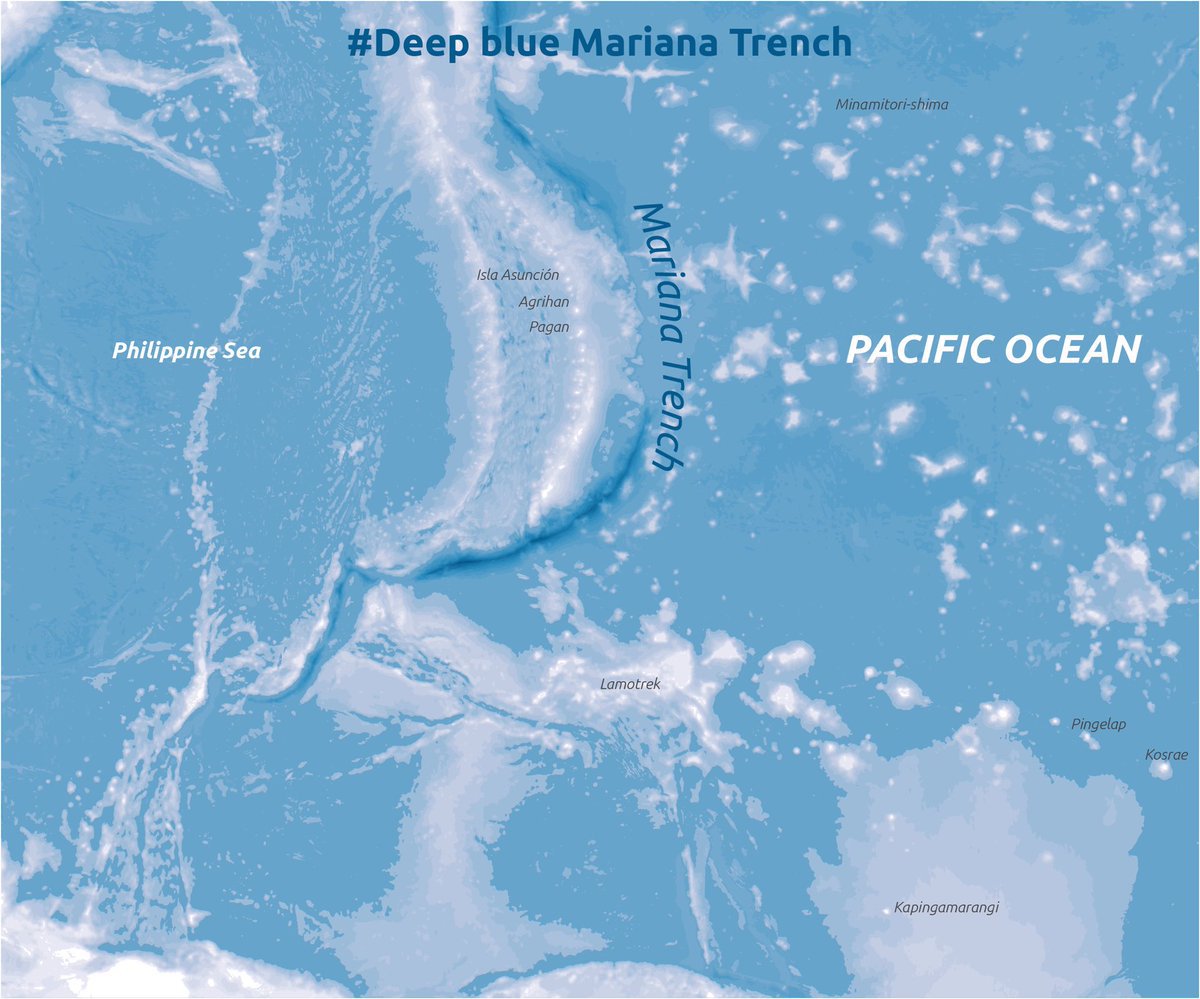 #Deep blue Mariana Trench
Minamitori-shima
Mariana Trench
Isla Asunción
Agrihan
Pagan
Philippine Sea
PACIFIC OCEAN
Lamotrek
Pingelap
Kosrae
Kapingamarangi